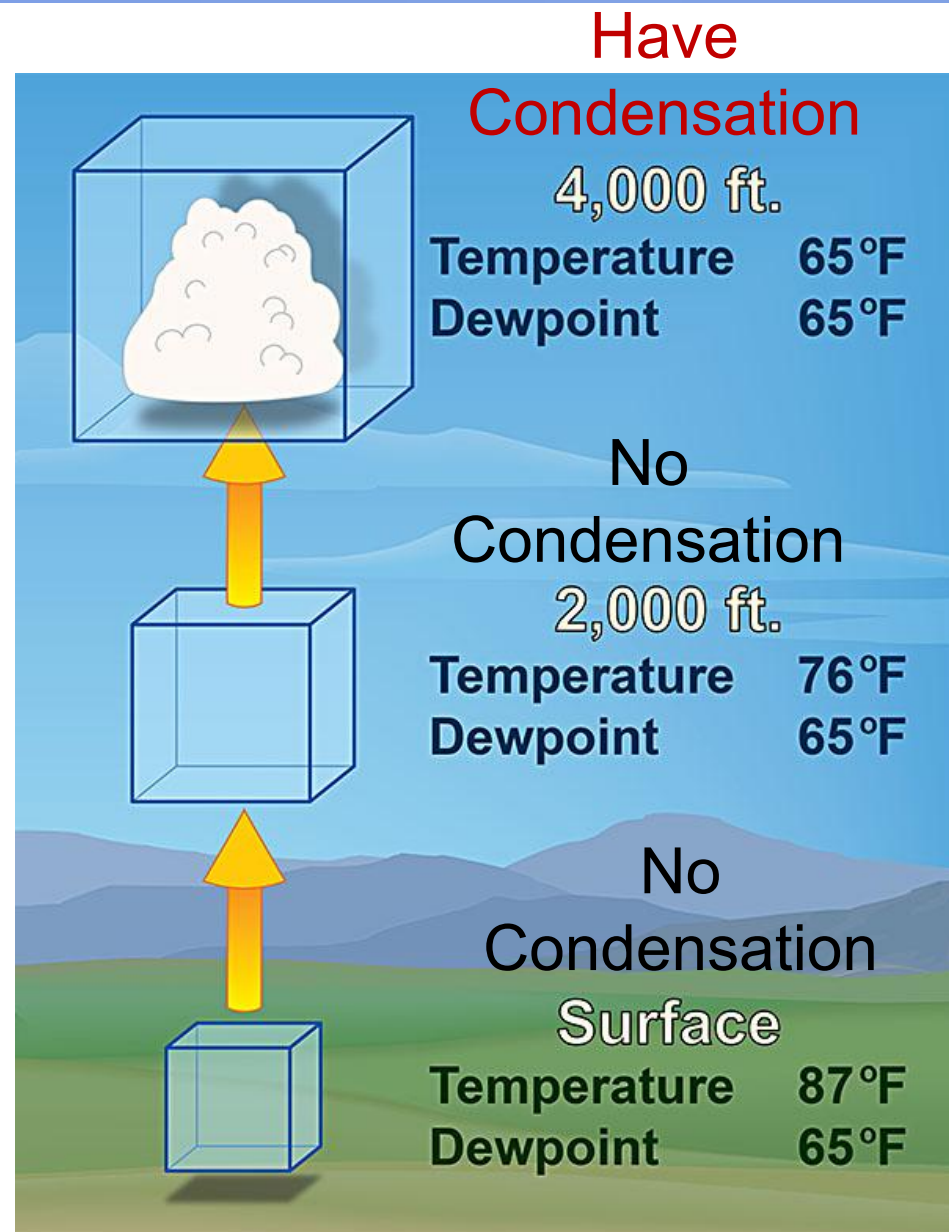 Have
Condensation
4,000 ft.
Temperature 65°F
Dewpoint 65°F
No
Condensation
2,000 ft.
Temperature 76°F
Dewpoint 65°F
No
Condensation
Surface
Temperature 87°F
Dewpoint 65°F